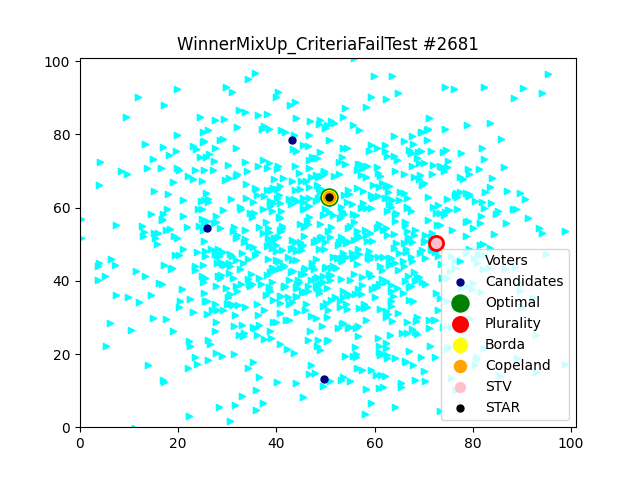 WinnerMixUp_CriteriaFailTest #2681
100
80
60
40
20
0
0
20
40
60
80
100
Voters
Candidates
Optimal
Plurality
Borda
Copeland
STV
STAR